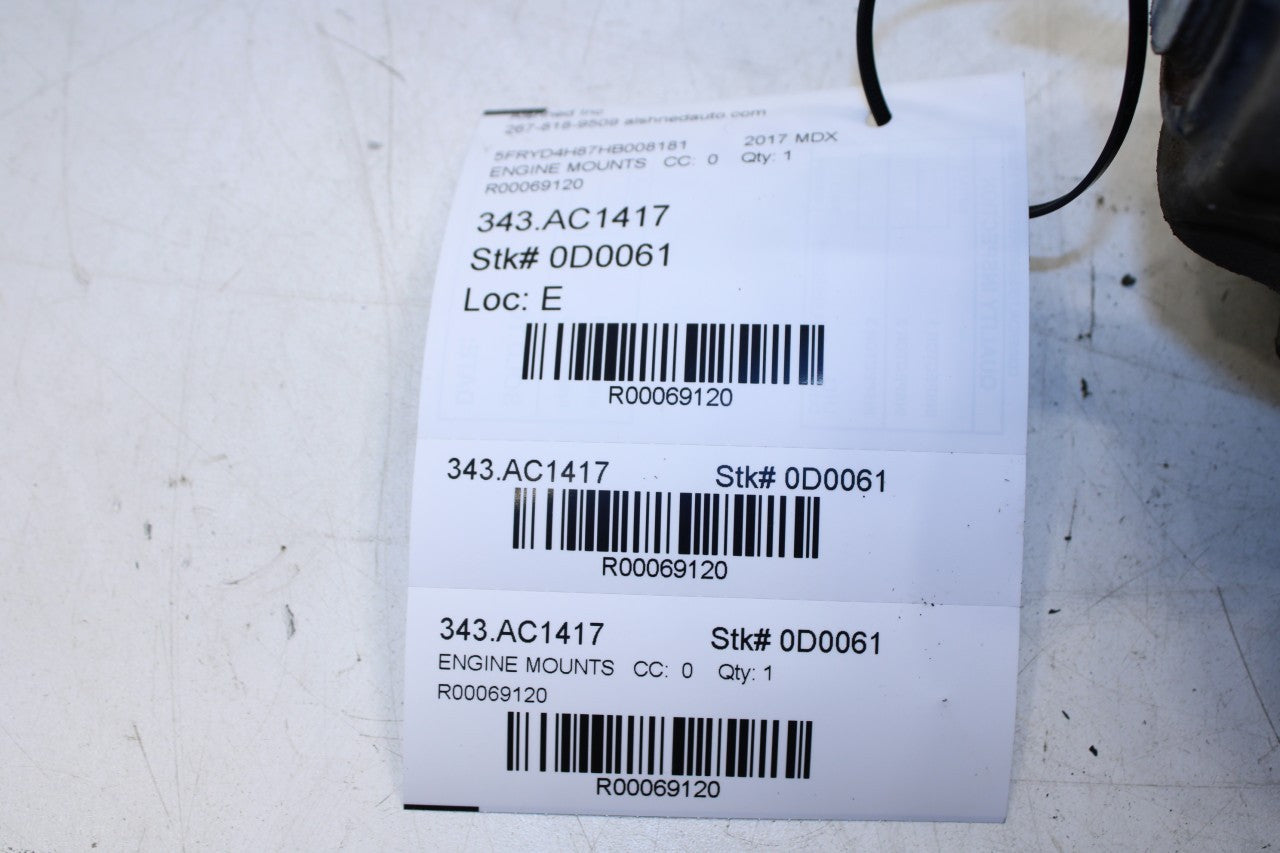 Inc
267-818-9509 alshnedauto.com
5FRYD4H87HB008181 2017 MDX
ENGINE MOUNTS CC: 0 Qty: 1
R00069120
343.AC1417
Stk# 0D0061
Loc: E
R00069120
343.AC1417 Stk# 0D0061
R00069120
343.AC1417 Stk# 0D0061
ENGINE MOUNTS CC: 0 Qty: 1
R00069120
R00069120